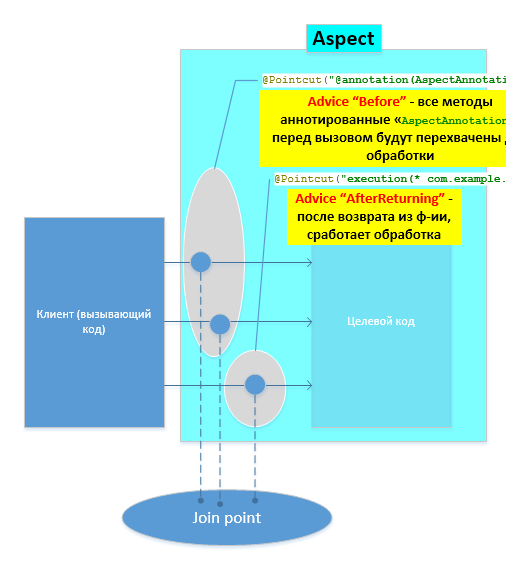 Aspect
@Pointcut("@annotation(AspectAnnotati
Advice “Before” - все методы
аннотированные «AspectAnnotation
перед вызовом будут перехвачены
обработки
@Pointcut("execution(* com.example.
Advice “AfterReturning” -
после возврата из ф-ии,
сработает обработка
Клиент (вызывающий
код)
Целевой код
Join point